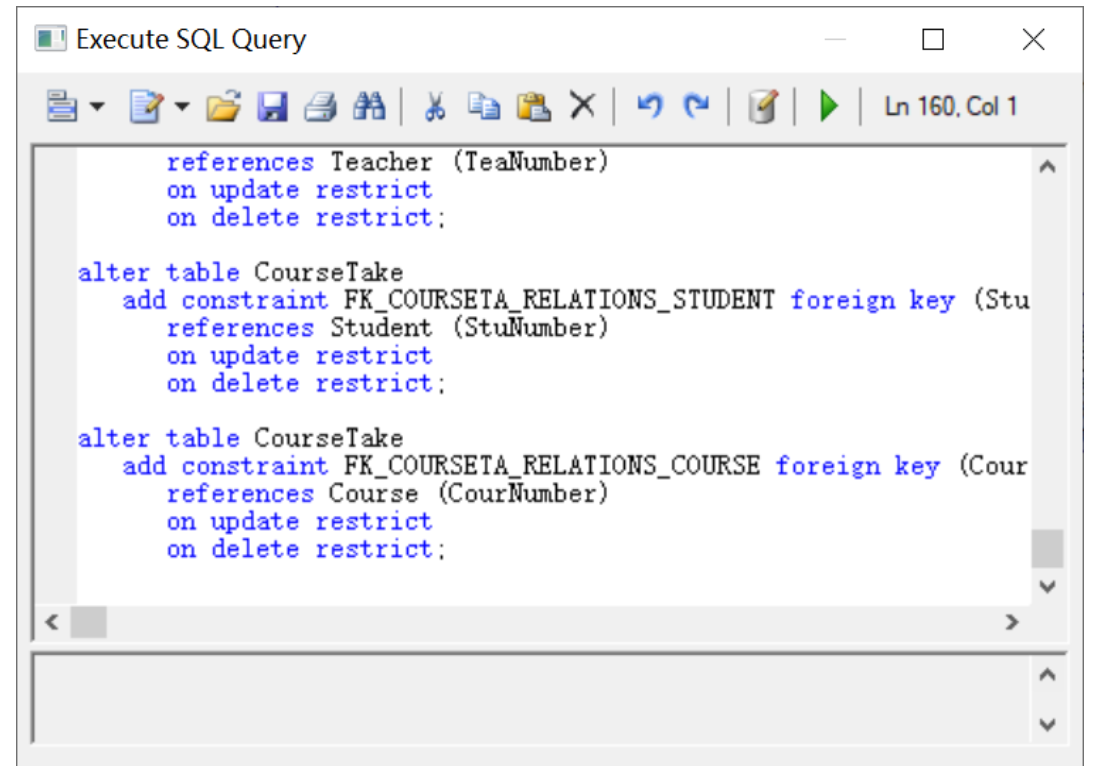 Execute SQL Query
Ln 160, Col 1
references Teacher (TeaNumber)
on update restrict
on delete restrict;
alter table CourseTake
add constraint FK_COURSETA_RELATIONS_STUDENT foreign key (Stu
references Student (StuNumber)
on update restrict
on delete restrict;
alter table CourseTake
add constraint FK_COURSETA_RELATIONS_COURSE foreign key (Cour
references Course (CourNumber)
on update restrict
on delete restrict;